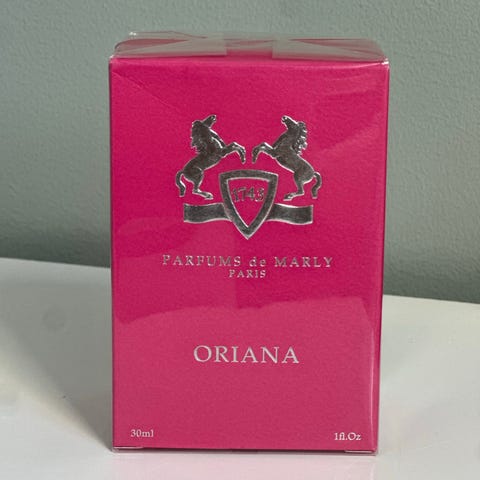 1743
PARFUMS de MARLY
PARIS
ORIANA
30ml
1fl.Oz